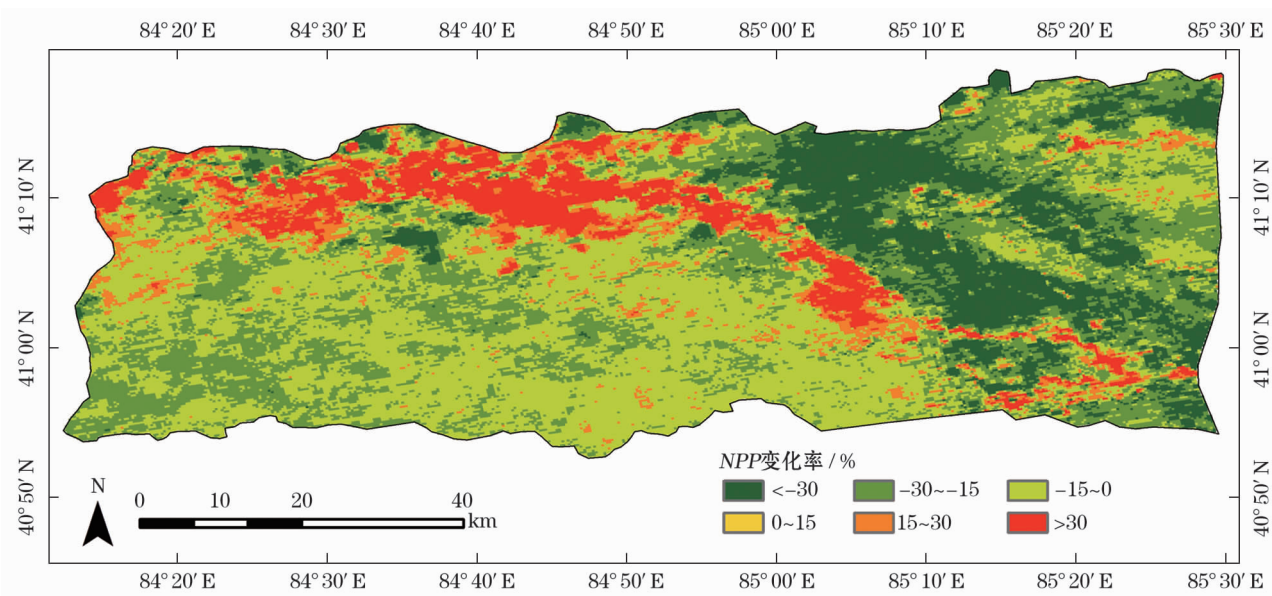 84°20′E 84°30′E 84°40′E 84°50′E 85°00′E 85°10′E 85°20′E 85°30′E
41°10′N 41°10′N
41°00′N 41°00′N
40°50′N 40°50′N
NPP变化率/%
<-30 -30~-15 -15~0
0~15 15~30 >30
N
0 10 20 40
km
84°20′E 84°30′E 84°40′E 84°50′E 85°00′E 85°10′E 85°20′E 85°30′E